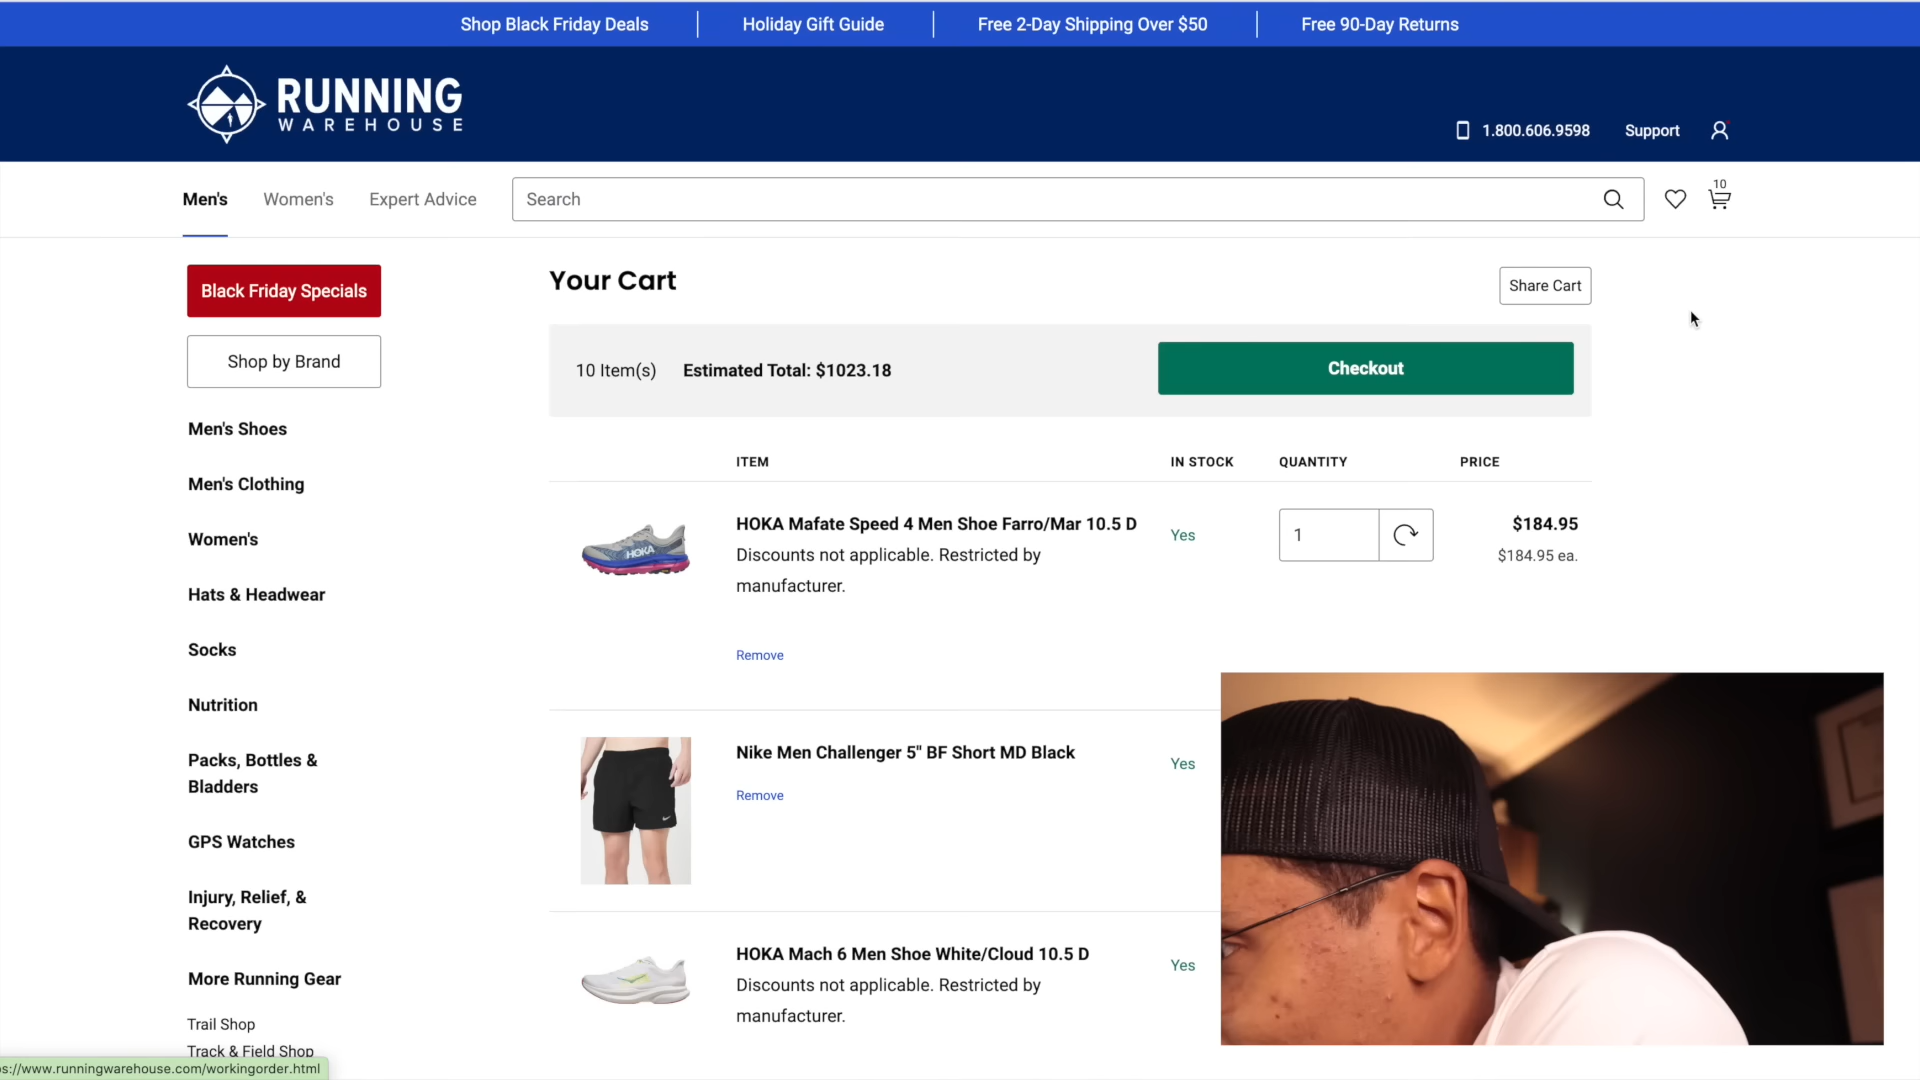 Shop Black Friday Deals
Holiday Gift Guide
Free 2-Day Shipping Over $50
Free 90-Day Returns
RUNNING
WAREHOUSE
1.800.606.9598
Support
Men's
Women's
Expert Advice
Search
10
Black Friday Specials
Shop by Brand
Men's Shoes
Men's Clothing
Women's
Hats & Headwear
Socks
Nutrition
Packs, Bottles &
Bladders
GPS Watches
Injury, Relief, &
Recovery
More Running Gear
Trail Shop
Track & Field Shop
Your Cart
Share Cart
10 Item(s) Estimated Total: $1023.18
Checkout
ITEM IN STOCK QUANTITY PRICE
HOKA
HOKA Mafate Speed 4 Men Shoe Farro/Mar 10.5 D
Discounts not applicable. Restricted by
manufacturer.
Remove
Yes
1
$184.95
$184.95 ea.
Nike Men Challenger 5" BF Short MD Black
Remove
Yes
HOKA Mach 6 Men Shoe White/Cloud 10.5 D
Discounts not applicable. Restricted by
manufacturer.
Yes
ps://www.runningwarehouse.com/workingorder.html